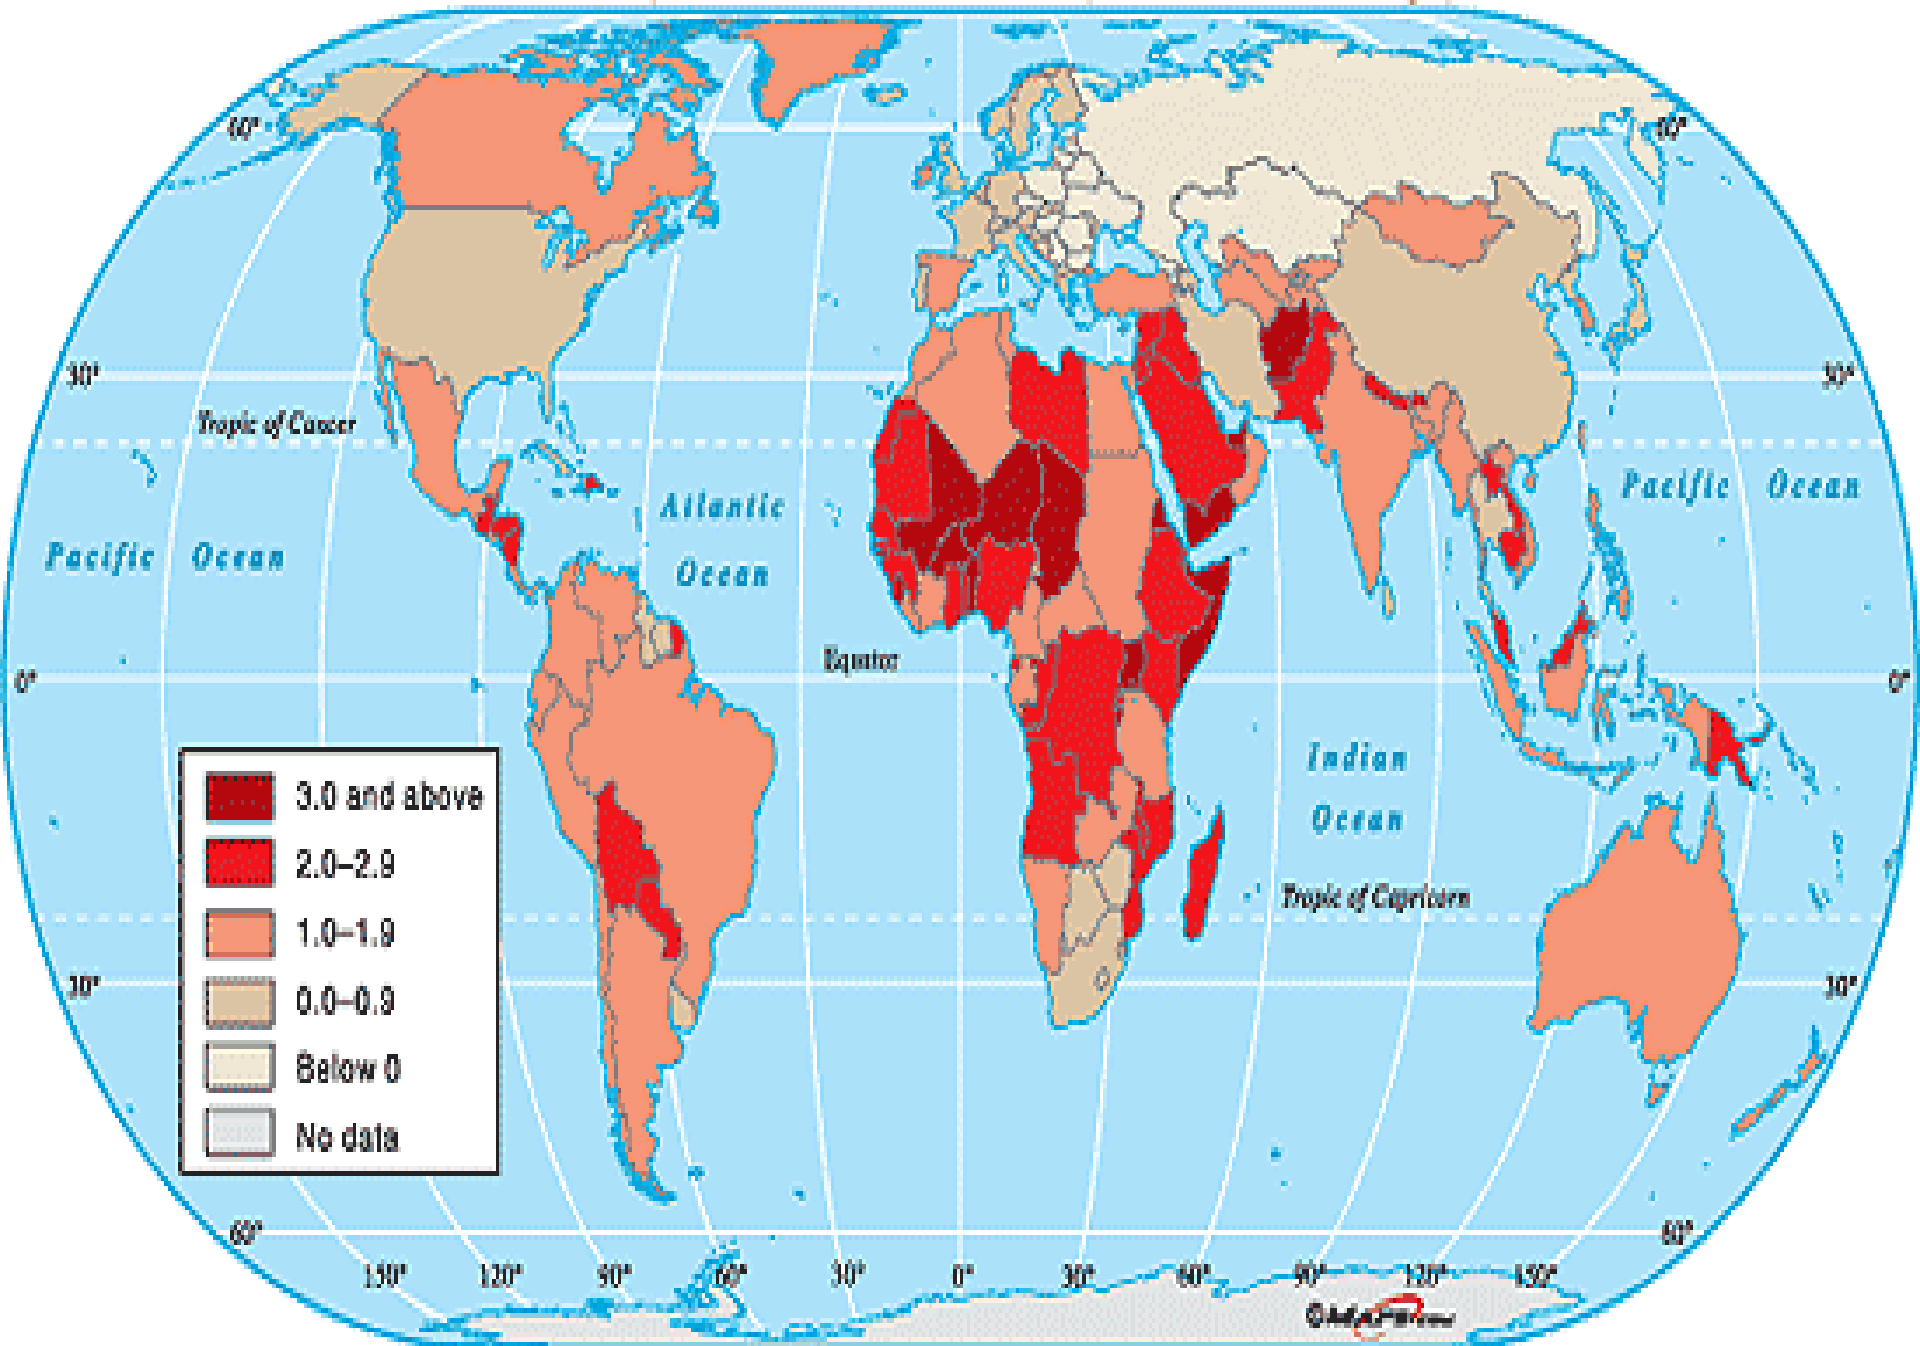 60°
60°
30°
30°
Tropic of Cancer
Pacific Ocean
Atlantic
Ocean
Pacific Ocean
Equator
0°
0°
Indian
Ocean
Tropic of Capricorn
3.0 and above
2.0–2.9
1.0–1.9
0.0–0.9
Below 0
No data
30°
30°
60°
60°
150° 120° 90° 60° 30° 0° 30° 60° 90° 120° 150°